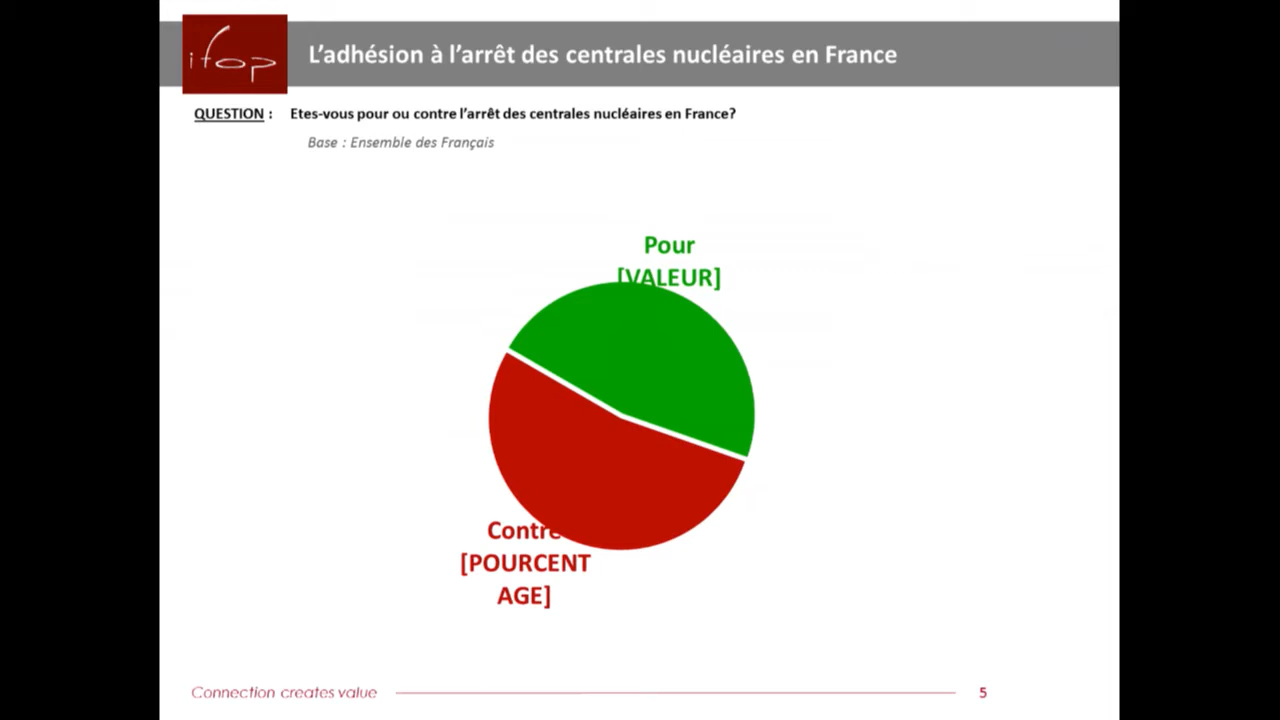 ifop
L'adhésion à l'arrêt des centrales nucléaires en France
QUESTION : Etes-vous pour ou contre l'arrêt des centrales nucléaires en France?
Base : Ensemble des Français
Pour
[VALEUR]
Contre
[POURCENT
AGE]
Connection creates value
5